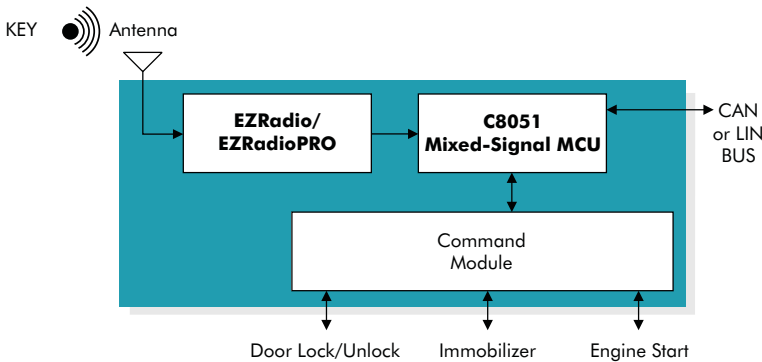 KEY
Antenna
EZRadio/
EZRadioPRO
C8051
Mixed-Signal MCU
CAN
or LIN
BUS
Command
Module
Door Lock/Unlock
Immobilizer
Engine Start